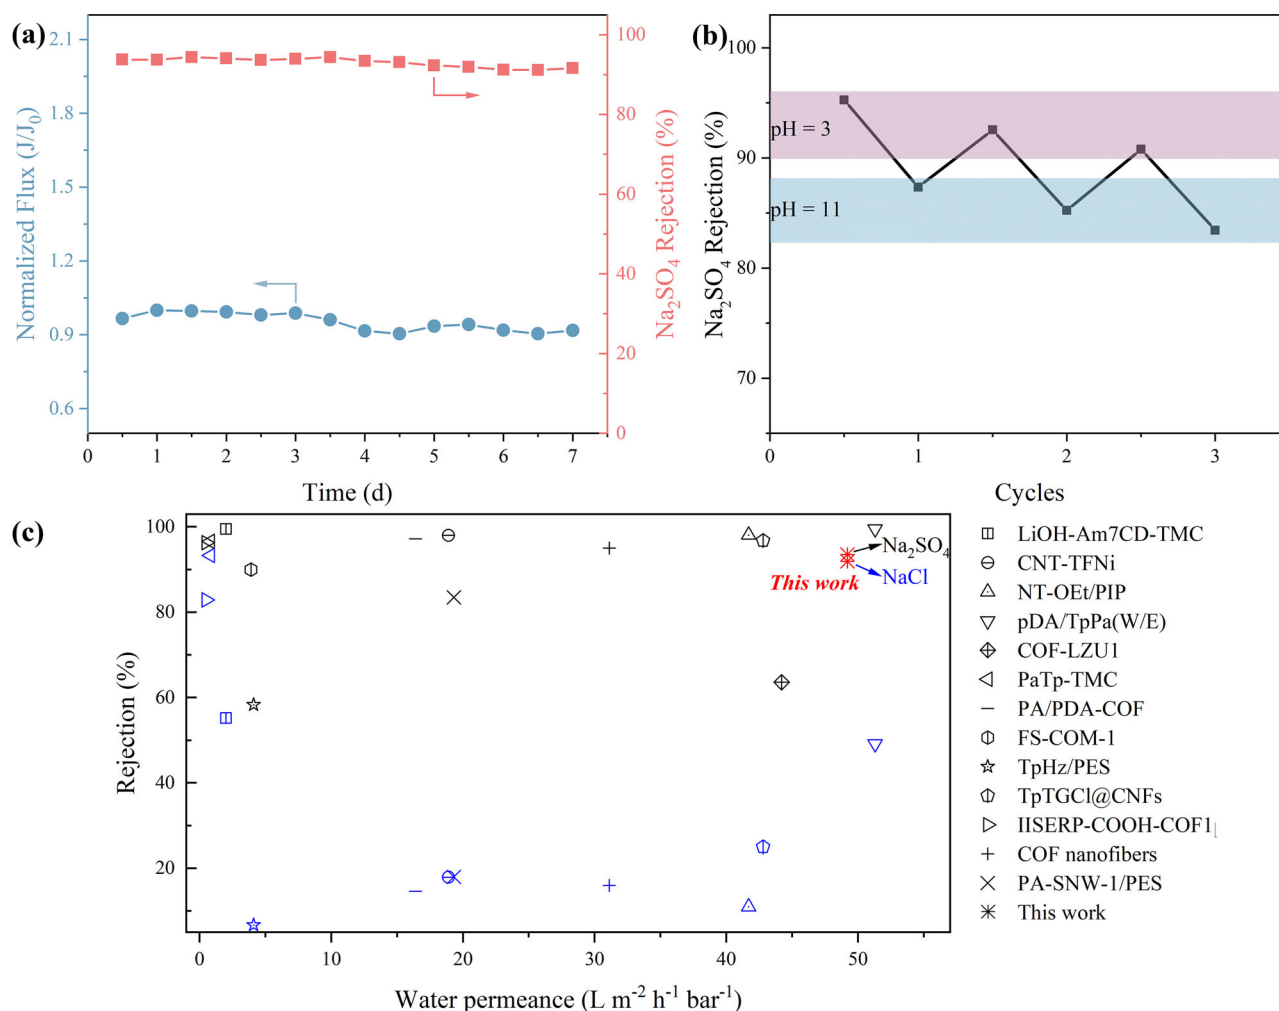 (a)
2.1
1.8
1.5
1.2
0.9
0.6
Normalized Flux (J/J₀)
100
80
60
40
20
0
Na₂SO₄ Rejection (%)
0 1 2 3 4 5 6 7
Time (d)
(b)
100
90
80
70
Na₂SO₄ Rejection (%)
pH = 3
pH = 11
0 1 2 3
Cycles
(c)
100
80
60
40
20
Rejection (%)
Na₂SO₄
This work
NaCl
0 10 20 30 40 50
Water permeance (L m⁻² h⁻¹ bar⁻¹)
LiOH-Am7CD-TMC
CNT-TFNi
NT-OEt/PIP
pDA/TpPa(W/E)
COF-LZU1
PaTp-TMC
PA/PDA-COF
FS-COM-1
TpHz/PES
TpTGCl@CNFs
IISERP-COOH-COF1
COF nanofibers
PA-SNW-1/PES
This work